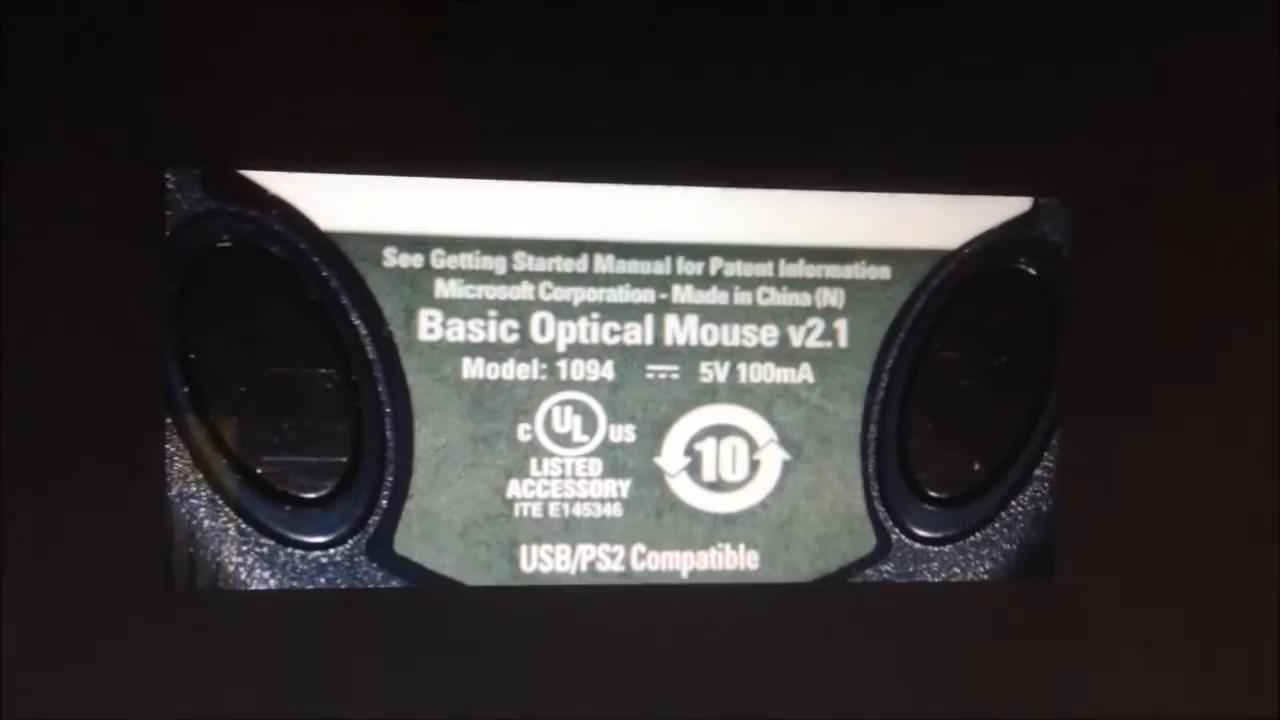 See Getting Started Manual for Patent Information
Microsoft Corporation - Made in China (N)
Basic Optical Mouse v2.1
Model: 1094 ⎓ 5V 100mA
C UL US
LISTED
ACCESSORY
ITE E145346
10
USB/PS2 Compatible